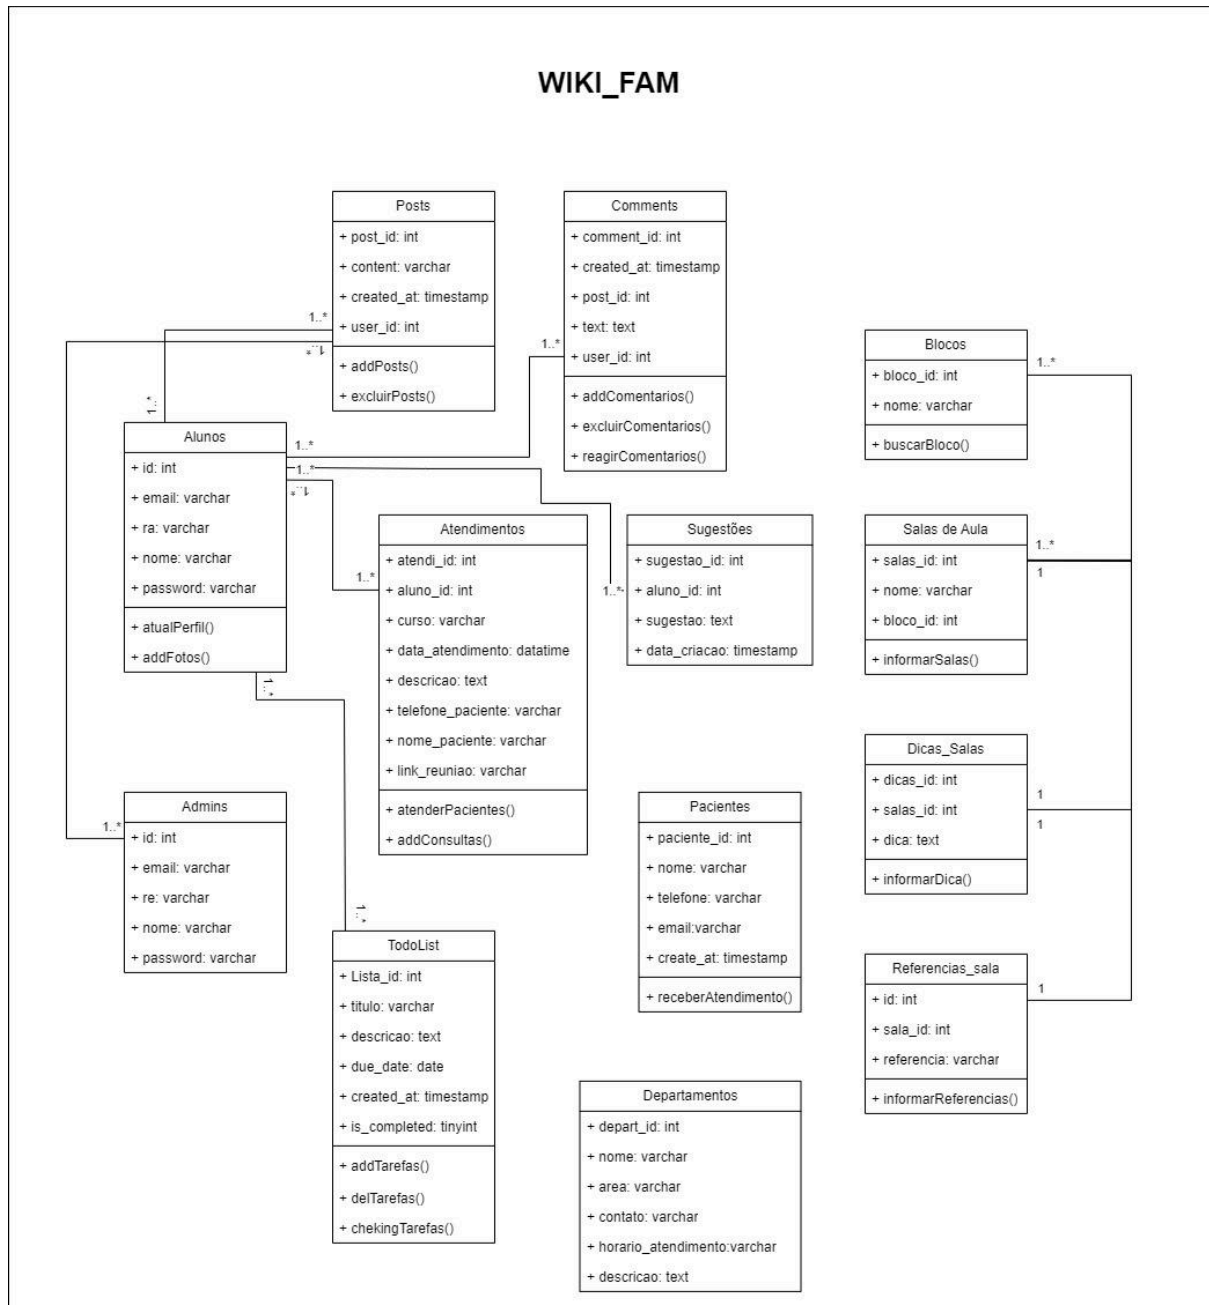 WIKI_FAM
Posts
+ post_id: int
+ content: varchar
+ created_at: timestamp
+ user_id: int
+ addPosts()
+ excluirPosts()
1..*
1..*
Comments
+ comment_id: int
+ created_at: timestamp
+ post_id: int
+ text: text
+ user_id: int
+ addComentarios()
+ excluirComentarios()
+ reagirComentarios()
1..*
Blocos
+ bloco_id: int
+ nome: varchar
+ buscarBloco()
1..*
1..*
Alunos
+ id: int
+ email: varchar
+ ra: varchar
+ nome: varchar
+ password: varchar
+ atualPerfil()
+ addFotos()
1..*
1..*
1..*
1..*
Atendimentos
+ atendi_id: int
+ aluno_id: int
+ curso: varchar
+ data_atendimento: datatime
+ descricao: text
+ telefone_paciente: varchar
+ nome_paciente: varchar
+ link_reuniao: varchar
+ atenderPacientes()
+ addConsultas()
1..*
Sugestões
+ sugestao_id: int
+ aluno_id: int
+ sugestao: text
+ data_criacao: timestamp
1..*
Salas de Aula
+ salas_id: int
+ nome: varchar
+ bloco_id: int
+ informarSalas()
1..*
1
Dicas_Salas
+ dicas_id: int
+ salas_id: int
+ dica: text
+ informarDica()
1
1
Admins
+ id: int
+ email: varchar
+ re: varchar
+ nome: varchar
+ password: varchar
1..*
Pacientes
+ paciente_id: int
+ nome: varchar
+ telefone: varchar
+ email:varchar
+ create_at: timestamp
+ receberAtendimento()
1..*
TodoList
+ Lista_id: int
+ titulo: varchar
+ descricao: text
+ due_date: date
+ created_at: timestamp
+ is_completed: tinyint
+ addTarefas()
+ delTarefas()
+ chekingTarefas()
Referencias_sala
+ id: int
+ sala_id: int
+ referencia: varchar
+ informarReferencias()
1
Departamentos
+ depart_id: int
+ nome: varchar
+ area: varchar
+ contato: varchar
+ horario_atendimento:varchar
+ descricao: text